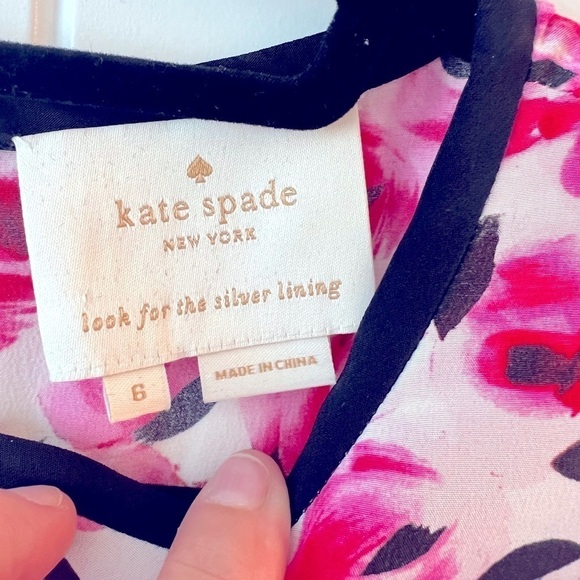 kate spade
NEW YORK
look for the silver lining
6
MADE IN CHINA